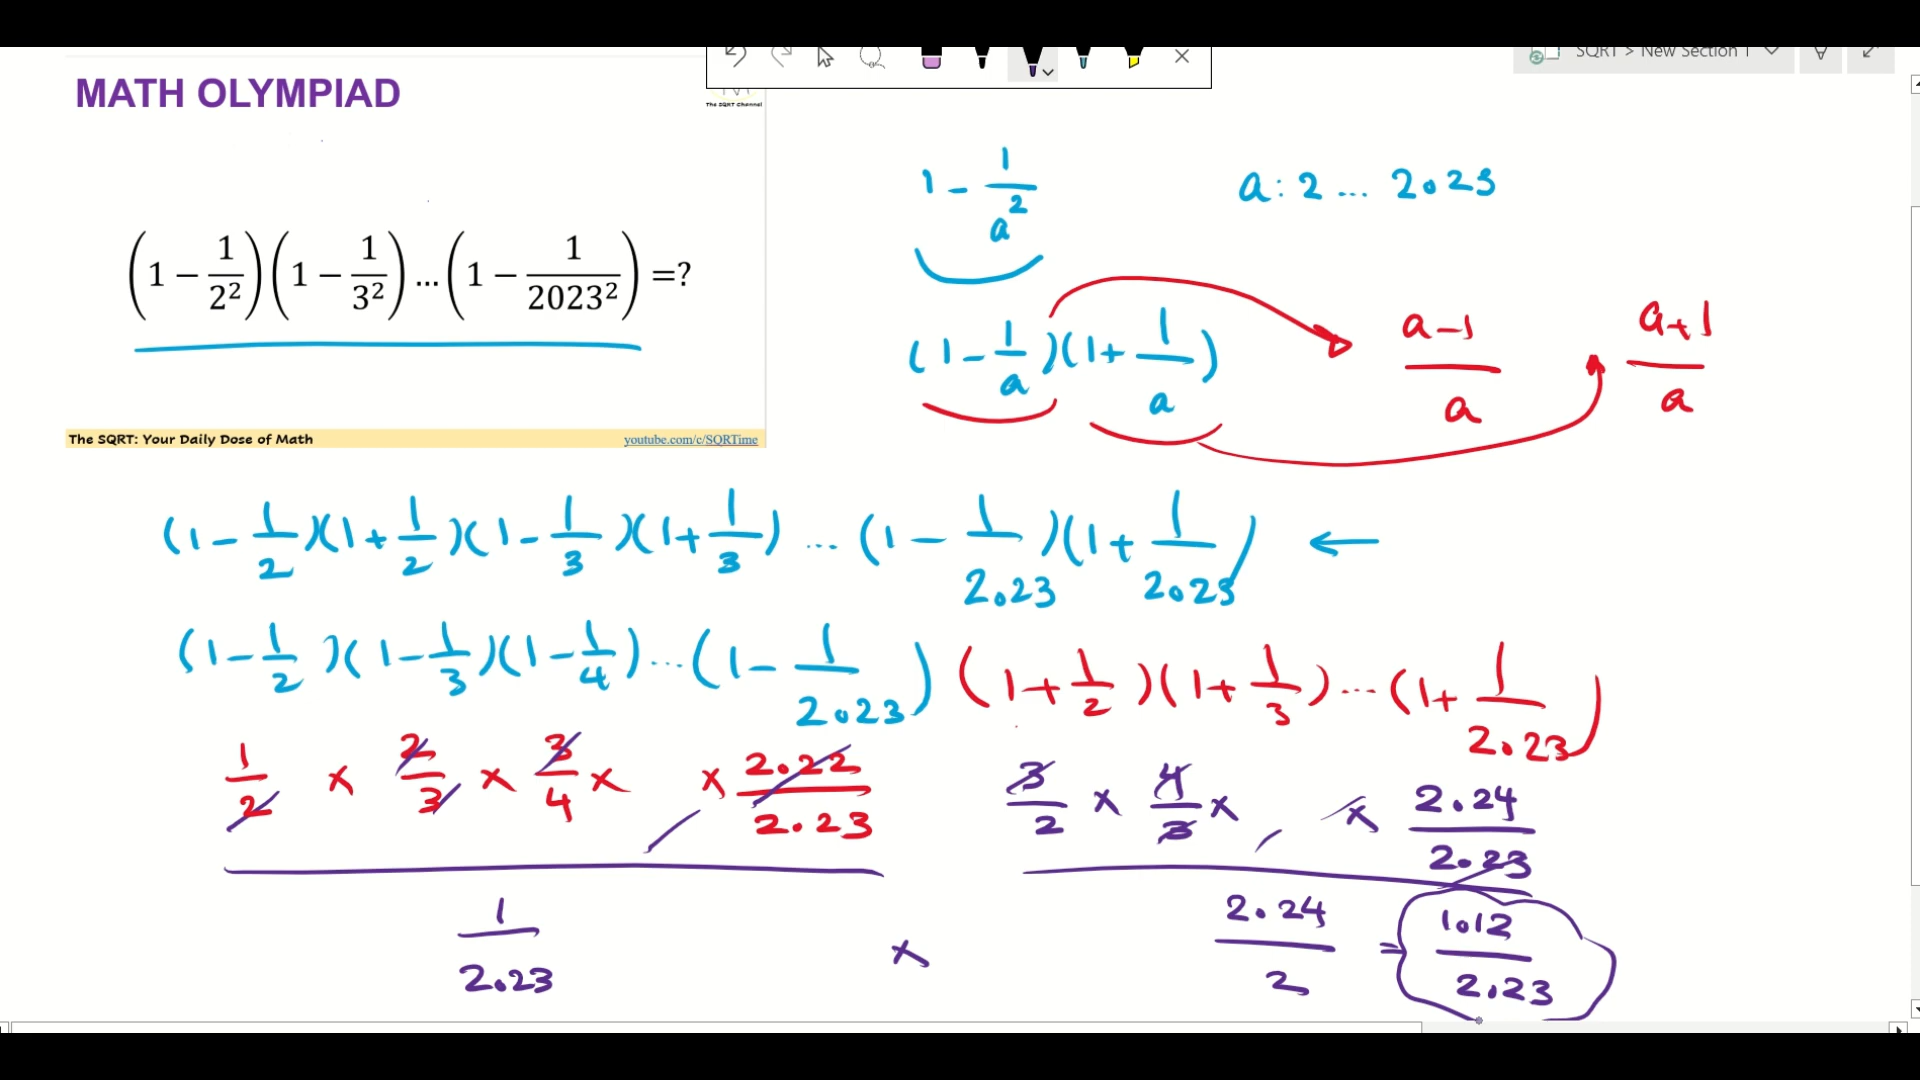 SQRT > New Section 1
MATH OLYMPIAD
The SQRT Channel
(1 − 1/2²)(1 − 1/3²)...(1 − 1/2023²) =?
The SQRT: Your Daily Dose of Math
youtube.com/c/SQRTime
1 - 1/a²
a: 2 ... 2023
(1 - 1/a)(1 + 1/a)
a-1/a
a+1/a
(1 - 1/2)(1 + 1/2)(1 - 1/3)(1 + 1/3) ... (1 - 1/2023)(1 + 1/2023) ←
(1 - 1/2)(1 - 1/3)(1 - 1/4) ... (1 - 1/2023) (1 + 1/2)(1 + 1/3) ... (1 + 1/2023)
1/2 × 2/3 × 3/4 × × 2022/2023 3/2 × 4/3 × × 2024/2023
1/2023 × 2024/2 = 1012/2023